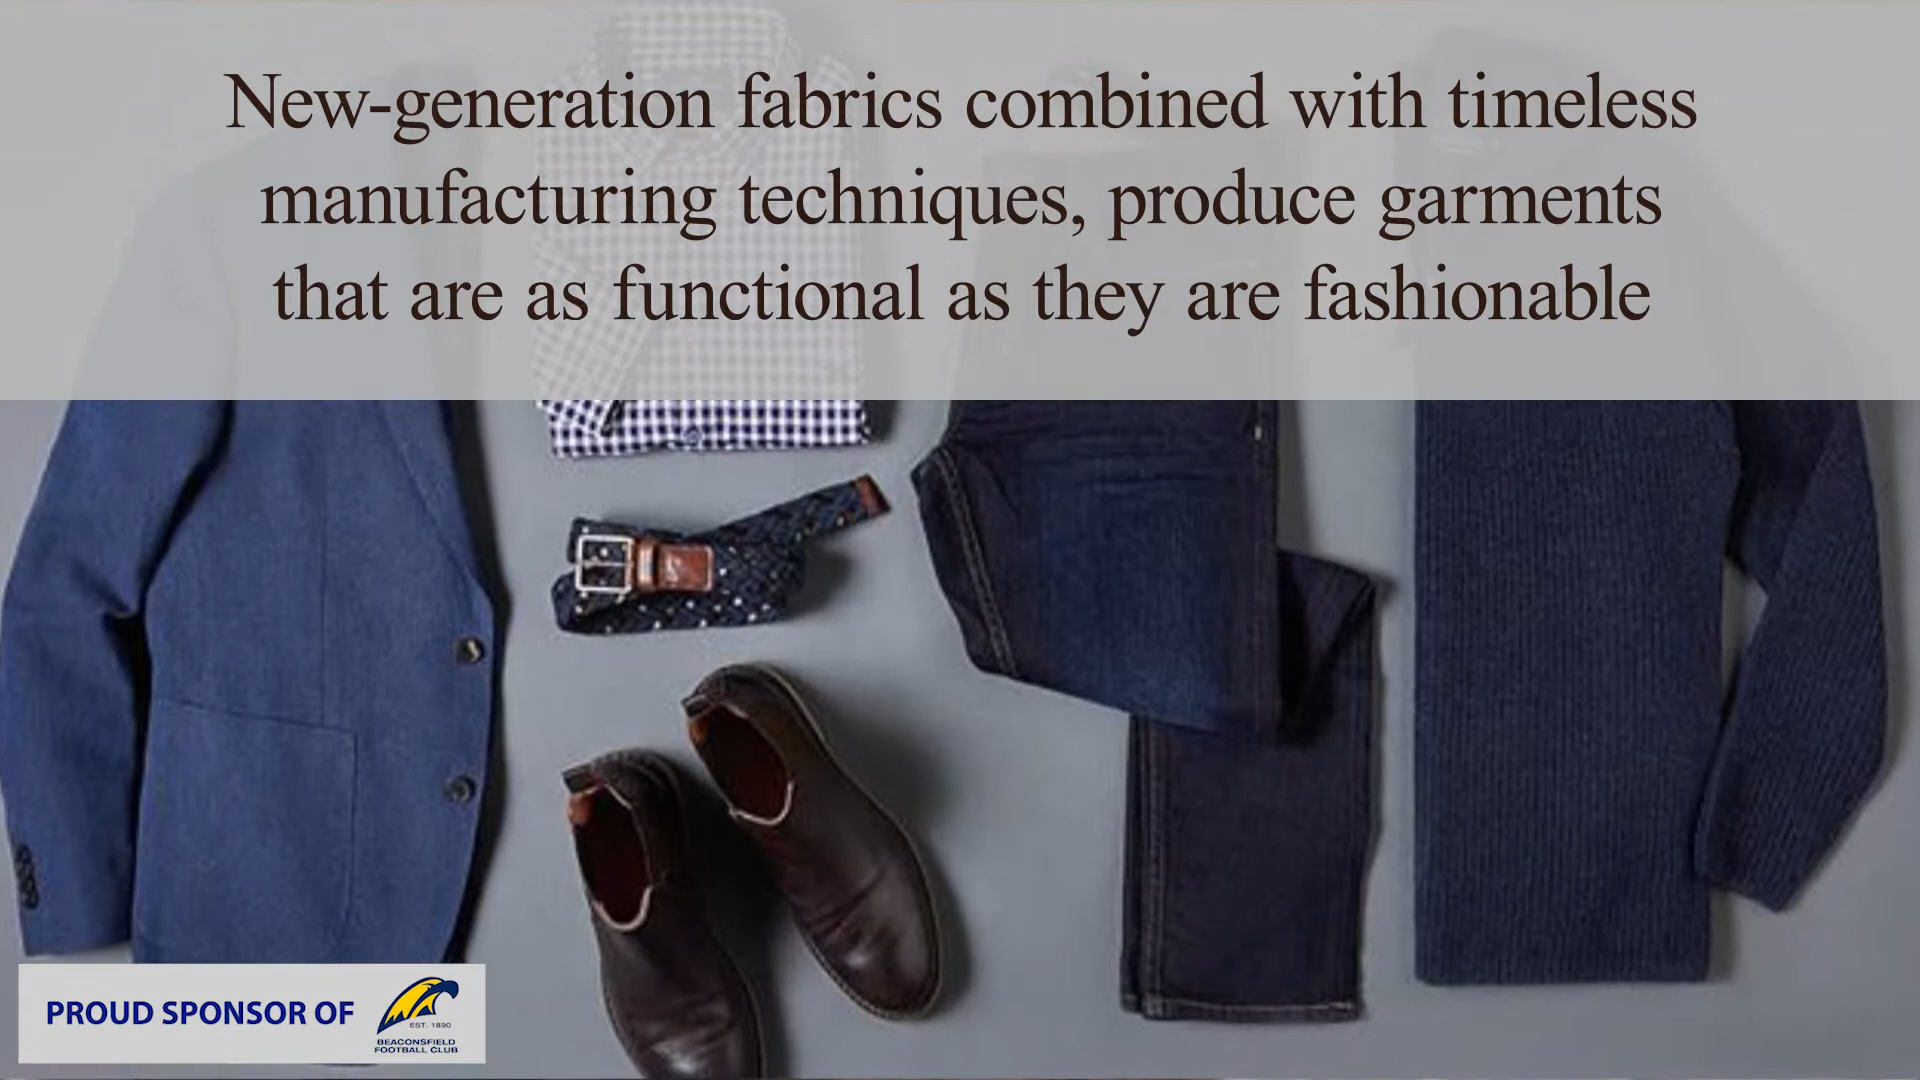 New-generation fabrics combined with timeless
manufacturing techniques, produce garments
that are as functional as they are fashionable
PROUD SPONSOR OF
EST. 1890
BEACONSFIELD
FOOTBALL CLUB